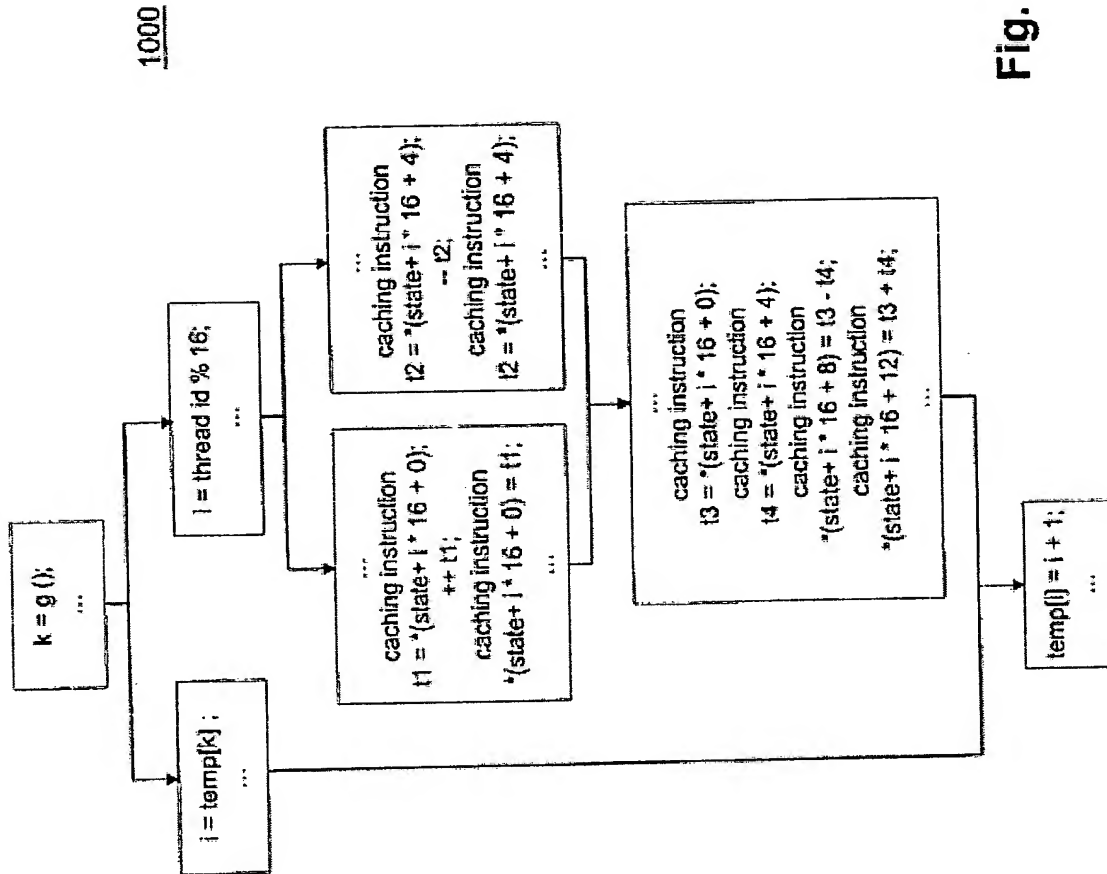 1000
k = g ();
...
i = temp[k] ;
...
i = thread id % 16;
...
...
caching instruction
t1 = *(state+ i * 16 + 0);
++ t1;
caching instruction
*(state+ i * 16 + 0) = t1;
...
...
caching instruction
t2 = *(state+ i * 16 + 4);
-- t2;
caching instruction
t2 = *(state+ i * 16 + 4);
...
...
caching instruction
t3 = *(state+ i * 16 + 0);
caching instruction
t4 = *(state+ i * 16 + 4);
caching instruction
*(state+ i * 16 + 8) = t3 - t4;
caching instruction
*(state+ i * 16 + 12) = t3 + t4;
...
temp[i] = i + 1;
...
Fig.